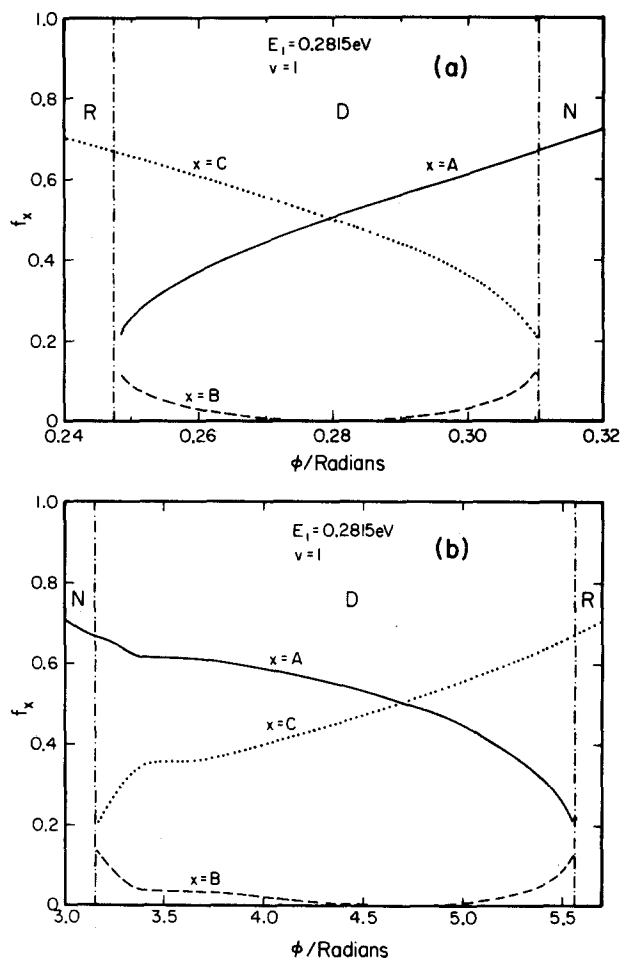 1.0
E₁=0.2815eV
v=1
(a)
0.8
R
D
N
x=C
x=A
0.6
fₓ
0.4
0.2
x=B
0
0.24
0.26
0.28
0.30
0.32
ϕ/Radians
1.0
E₁=0.2815eV
v=1
(b)
0.8
N
D
R
x=A
0.6
fₓ
x=C
0.4
0.2
x=B
0
3.0
3.5
4.0
4.5
5.0
5.5
ϕ/Radians